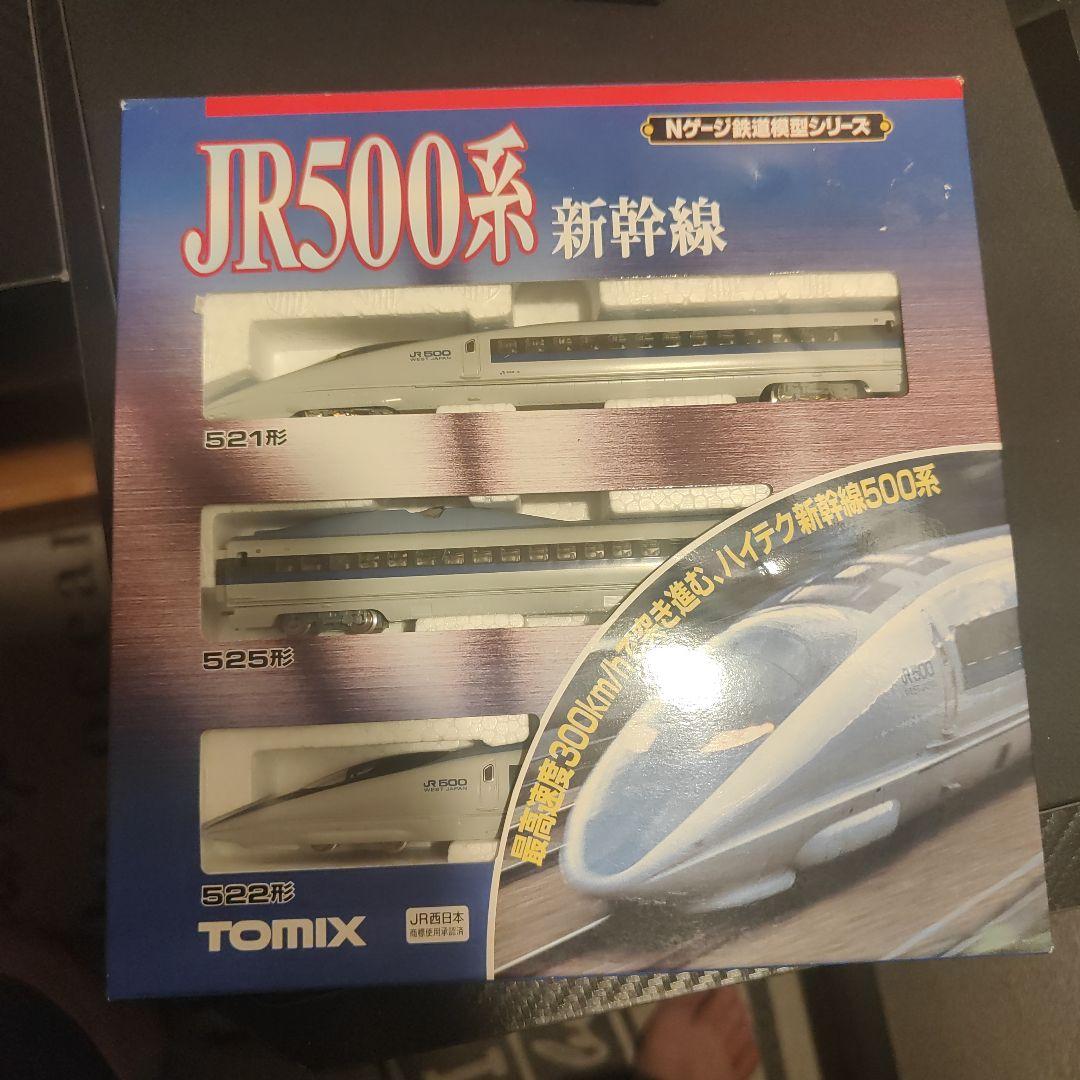 Nゲージ鉄道模型シリーズ
JR500系 新幹線
JR500
WEST JAPAN
521形
525形
最高速度300km/hで突き進む、ハイテク新幹線500系
JR500
WEST JAPAN
JR500
WEST JAPAN
522形
TOMIX
JR西日本
商標使用承認済